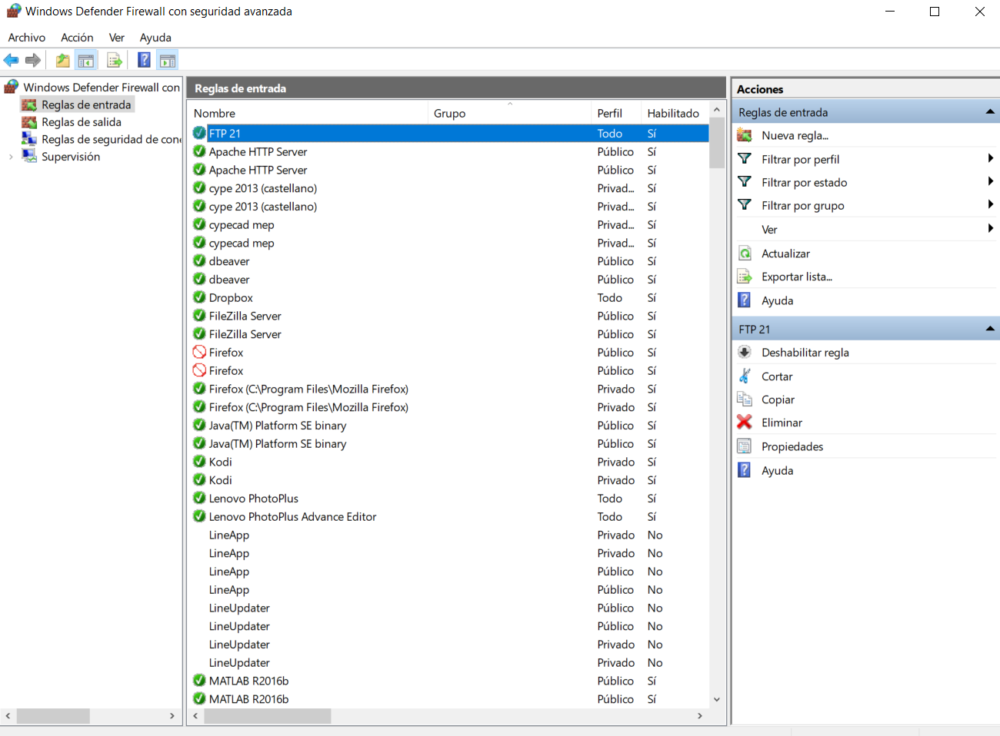 Windows Defender Firewall con seguridad avanzada
Archivo Acción Ver Ayuda
Windows Defender Firewall con
Reglas de entrada
Reglas de salida
Reglas de seguridad de cone
Supervisión
Reglas de entrada
Nombre Grupo Perfil Habilitado
FTP 21 Todo Sí
Apache HTTP Server Público Sí
Apache HTTP Server Público Sí
cype 2013 (castellano) Privad... Sí
cype 2013 (castellano) Privad... Sí
cypecad mep Privad... Sí
cypecad mep Privad... Sí
dbeaver Público Sí
dbeaver Público Sí
Dropbox Todo Sí
FileZilla Server Público Sí
FileZilla Server Público Sí
Firefox Público Sí
Firefox Público Sí
Firefox (C:\Program Files\Mozilla Firefox) Privado Sí
Firefox (C:\Program Files\Mozilla Firefox) Privado Sí
Java(TM) Platform SE binary Público Sí
Java(TM) Platform SE binary Público Sí
Kodi Privado Sí
Kodi Privado Sí
Lenovo PhotoPlus Todo Sí
Lenovo PhotoPlus Advance Editor Todo Sí
LineApp Privado No
LineApp Privado No
LineApp Público No
LineApp Público No
LineUpdater Público No
LineUpdater Público No
LineUpdater Privado No
LineUpdater Privado No
MATLAB R2016b Público Sí
MATLAB R2016b Público Sí
Acciones
Reglas de entrada
Nueva regla...
Filtrar por perfil
Filtrar por estado
Filtrar por grupo
Ver
Actualizar
Exportar lista...
Ayuda
FTP 21
Deshabilitar regla
Cortar
Copiar
Eliminar
Propiedades
Ayuda